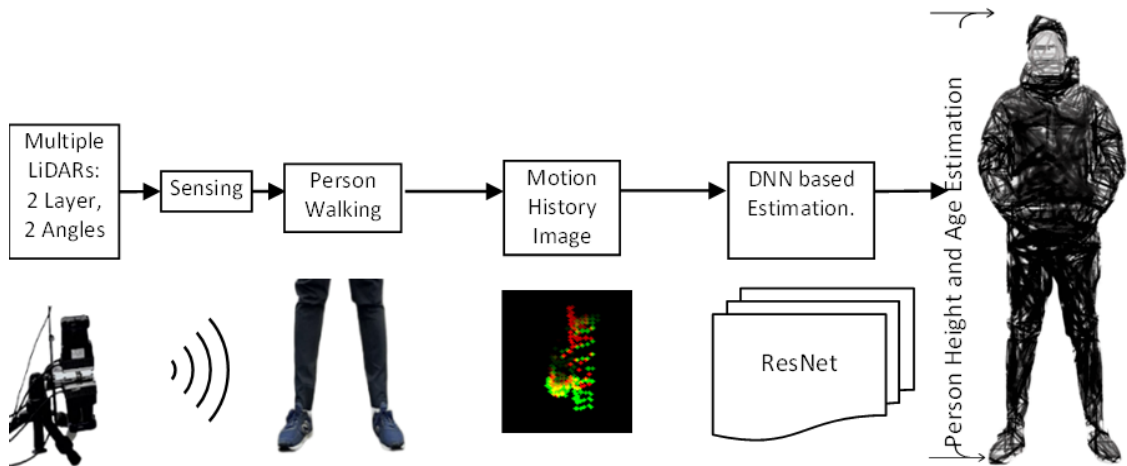 Multiple
LiDARs:
2 Layer,
2 Angles
Sensing
Person
Walking
Motion
History
Image
DNN based
Estimation.
Person Height and Age Estimation
ResNet